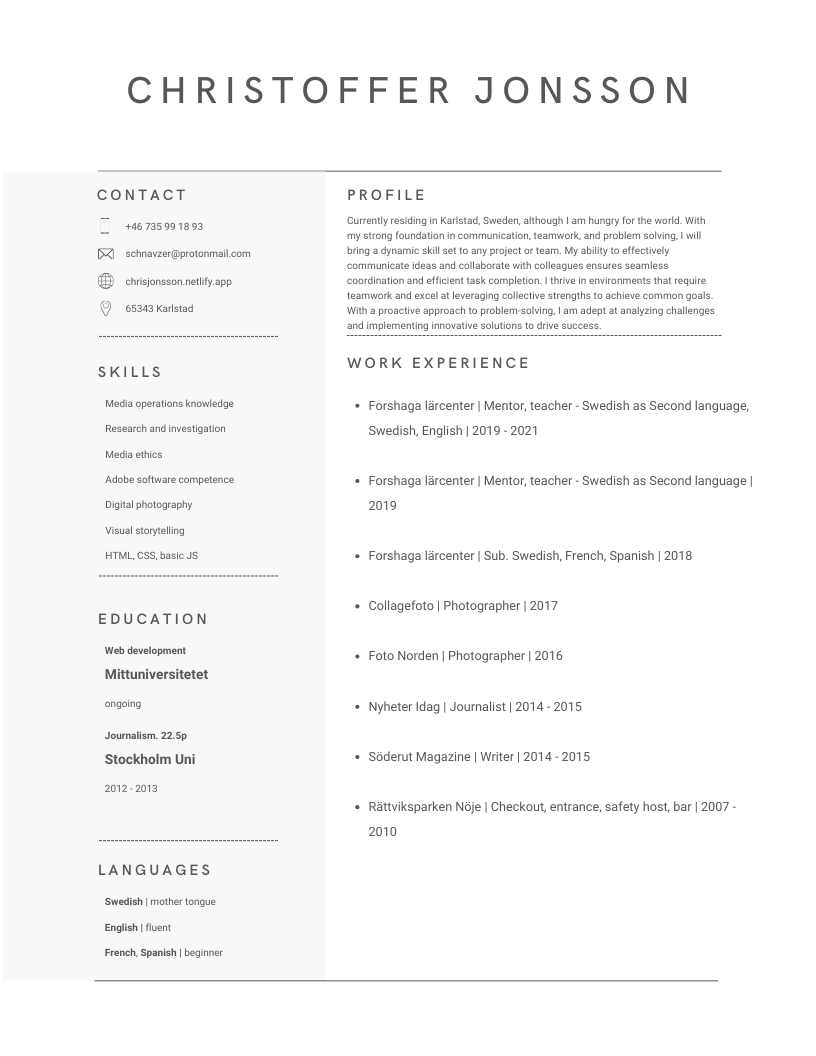 CHRISTOFFER JONSSON
CONTACT
+46 735 99 18 93
schnavzer@protonmail.com
chrisjonsson.netlify.app
65343 Karlstad
SKILLS
Media operations knowledge
Research and investigation
Media ethics
Adobe software competence
Digital photography
Visual storytelling
HTML, CSS, basic JS
EDUCATION
Web development
Mittuniversitetet
ongoing
Journalism. 22.5p
Stockholm Uni
2012 - 2013
LANGUAGES
Swedish | mother tongue
English | fluent
French, Spanish | beginner
PROFILE
Currently residing in Karlstad, Sweden, although I am hungry for the world. With
my strong foundation in communication, teamwork, and problem solving, I will
bring a dynamic skill set to any project or team. My ability to effectively
communicate ideas and collaborate with colleagues ensures seamless
coordination and efficient task completion. I thrive in environments that require
teamwork and excel at leveraging collective strengths to achieve common goals.
With a proactive approach to problem-solving, I am adept at analyzing challenges
and implementing innovative solutions to drive success.
WORK EXPERIENCE
• Forshaga lärcenter | Mentor, teacher - Swedish as Second language,
Swedish, English | 2019 - 2021
• Forshaga lärcenter | Mentor, teacher - Swedish as Second language |
2019
• Forshaga lärcenter | Sub. Swedish, French, Spanish | 2018
• Collagefoto | Photographer | 2017
• Foto Norden | Photographer | 2016
• Nyheter Idag | Journalist | 2014 - 2015
• Söderut Magazine | Writer | 2014 - 2015
• Rättviksparken Nöje | Checkout, entrance, safety host, bar | 2007 -
2010